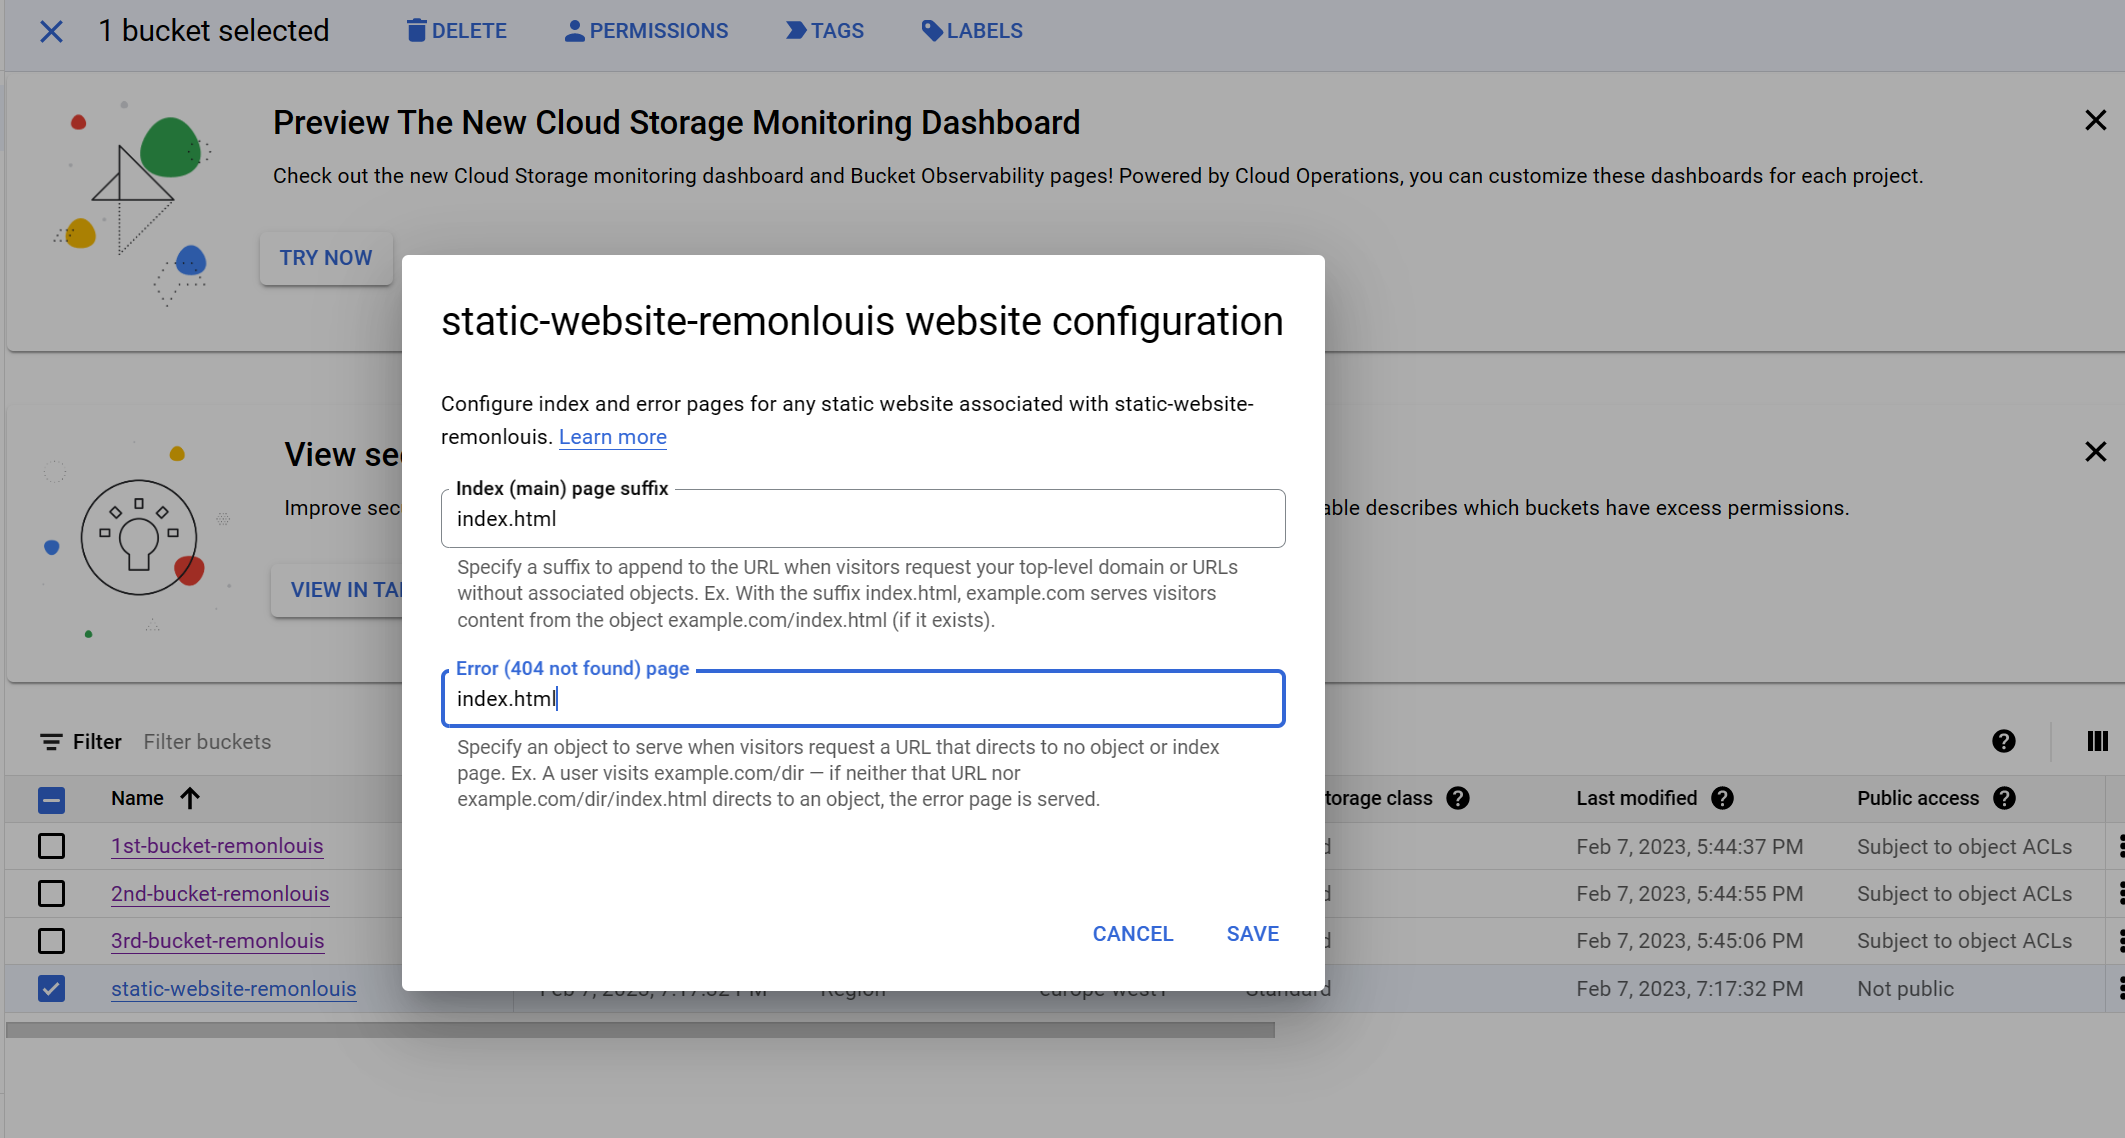 1 bucket selected
DELETE
PERMISSIONS
TAGS
LABELS
Preview The New Cloud Storage Monitoring Dashboard
Check out the new Cloud Storage monitoring dashboard and Bucket Observability pages! Powered by Cloud Operations, you can customize these dashboards for each project.
TRY NOW
static-website-remonlouis website configuration
Configure index and error pages for any static website associated with static-website-
remonlouis. Learn more
Index (main) page suffix
index.html
Specify a suffix to append to the URL when visitors request your top-level domain or URLs
without associated objects. Ex. With the suffix index.html, example.com serves visitors
content from the object example.com/index.html (if it exists).
Error (404 not found) page
index.html
Specify an object to serve when visitors request a URL that directs to no object or index
page. Ex. A user visits example.com/dir — if neither that URL nor
example.com/dir/index.html directs to an object, the error page is served.
CANCEL
SAVE
View se
Improve sec
able describes which buckets have excess permissions.
VIEW IN TA
Filter Filter buckets
Name
torage class
Last modified
Public access
1st-bucket-remonlouis
d
Feb 7, 2023, 5:44:37 PM
Subject to object ACLs
2nd-bucket-remonlouis
d
Feb 7, 2023, 5:44:55 PM
Subject to object ACLs
3rd-bucket-remonlouis
d
Feb 7, 2023, 5:45:06 PM
Subject to object ACLs
static-website-remonlouis
Feb 7, 2023, 7:17:32 PM
Region
europe-west1
Standard
Feb 7, 2023, 7:17:32 PM
Not public